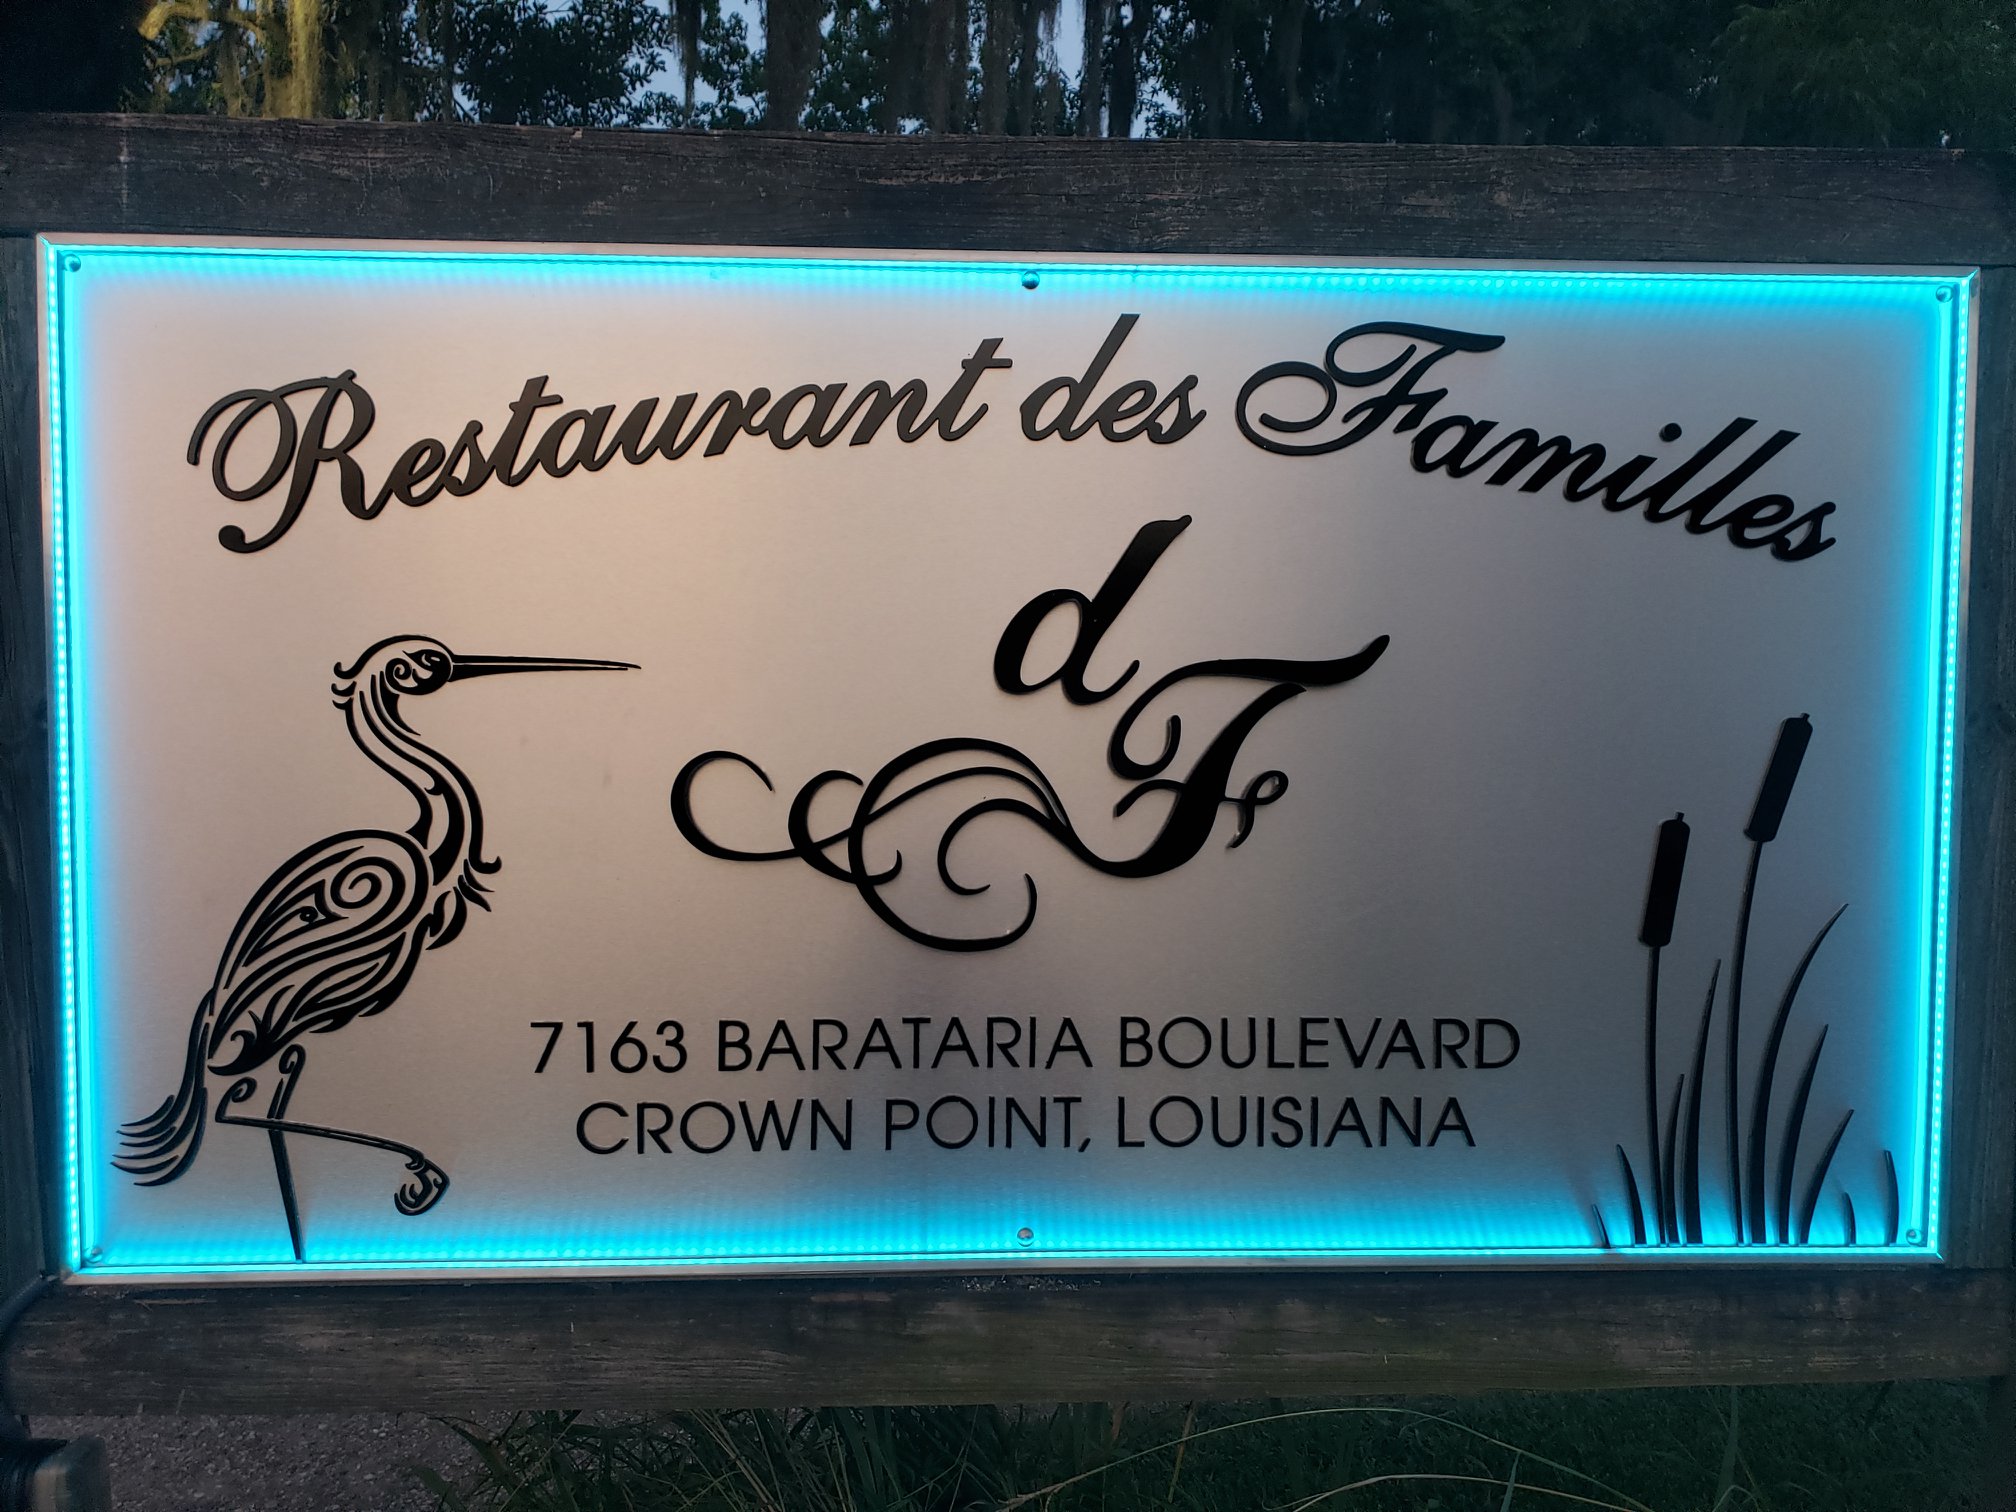 Restaurant des Familles
dF
7163 BARATARIA BOULEVARD
CROWN POINT, LOUISIANA